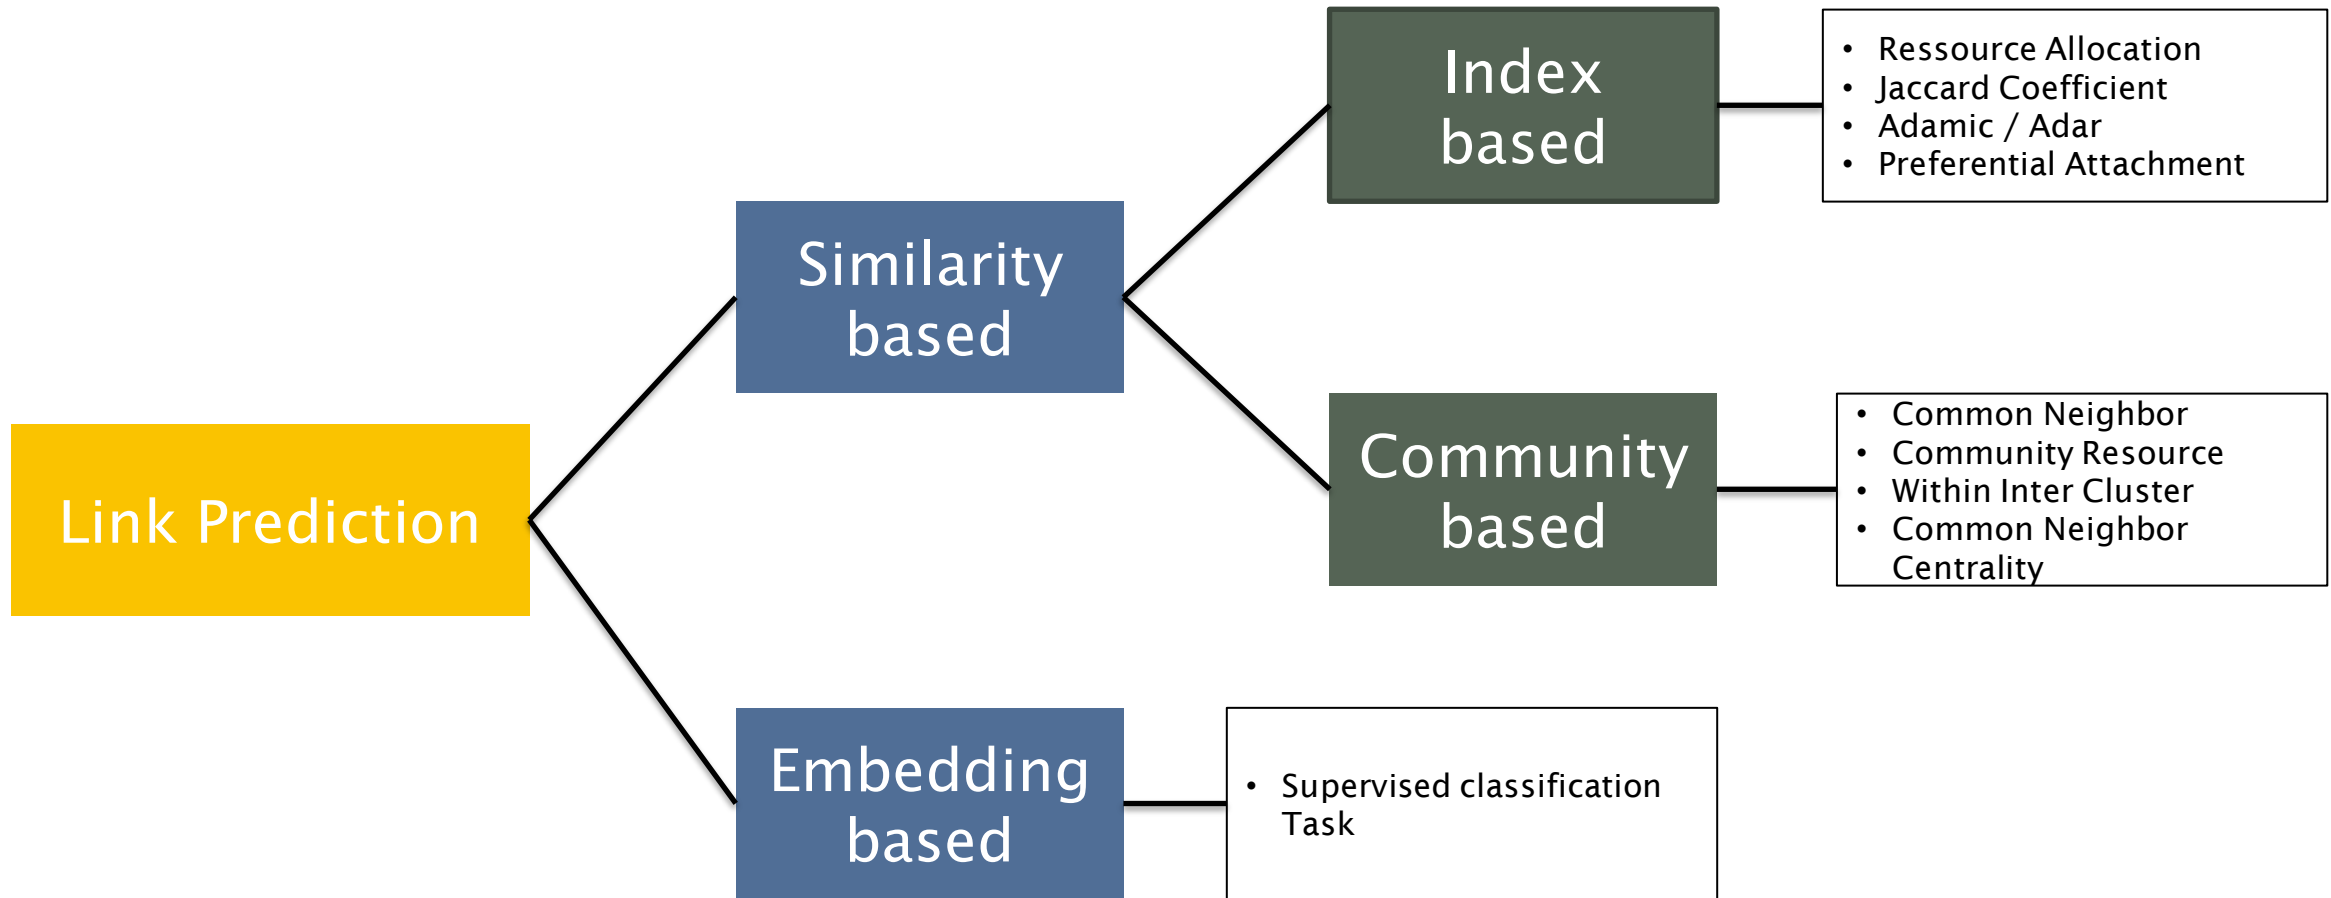 Link Prediction
Similarity
based
Embedding
based
Index
based
Community
based
• Ressource Allocation
• Jaccard Coefficient
• Adamic / Adar
• Preferential Attachment
• Common Neighbor
• Community Resource
• Within Inter Cluster
• Common Neighbor
Centrality
• Supervised classification
Task